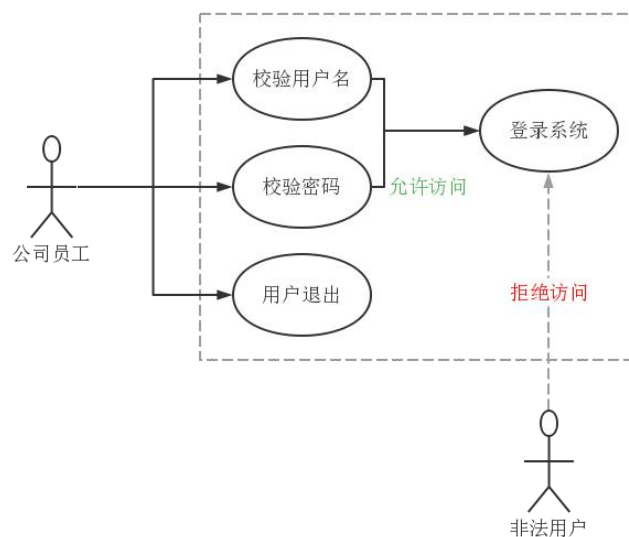 校验用户名
登录系统
校验密码
允许访问
公司员工
用户退出
拒绝访问
非法用户